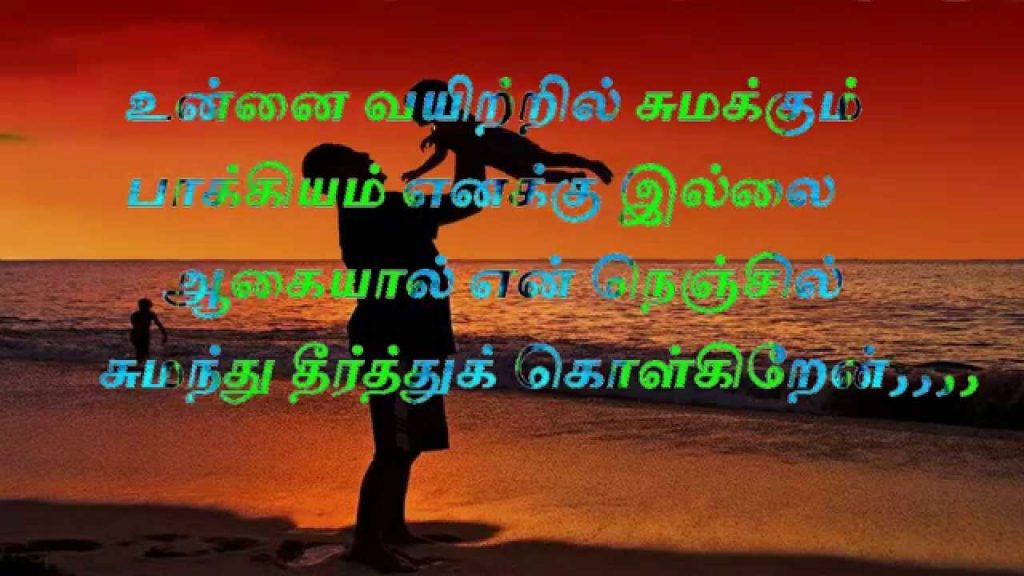 உன்னை வயிற்றில் சுமக்கும்
பாக்கியம் எனக்கு இல்லை
ஆகையால் என் நெஞ்சில்
சுமந்து தீர்த்துக் கொள்கிறேன்,,,,